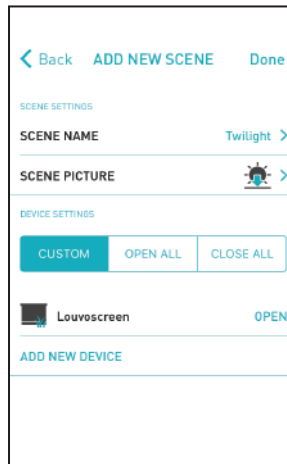 Back ADD NEW SCENE Done
SCENE SETTINGS
SCENE NAME Twilight
SCENE PICTURE
DEVICE SETTINGS
CUSTOM OPEN ALL CLOSE ALL
Louvoscreen OPEN
ADD NEW DEVICE